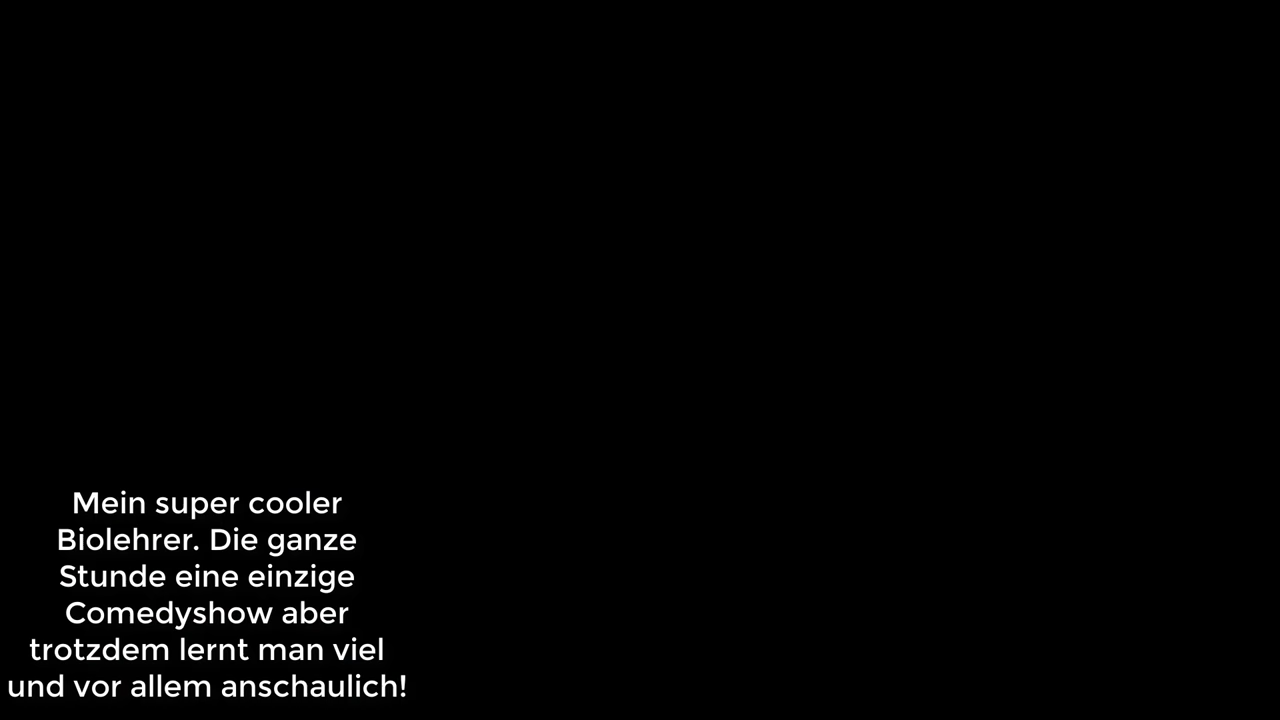 Mein super cooler
Biolehrer. Die ganze
Stunde eine einzige
Comedyshow aber
trotzdem lernt man viel
und vor allem anschaulich!